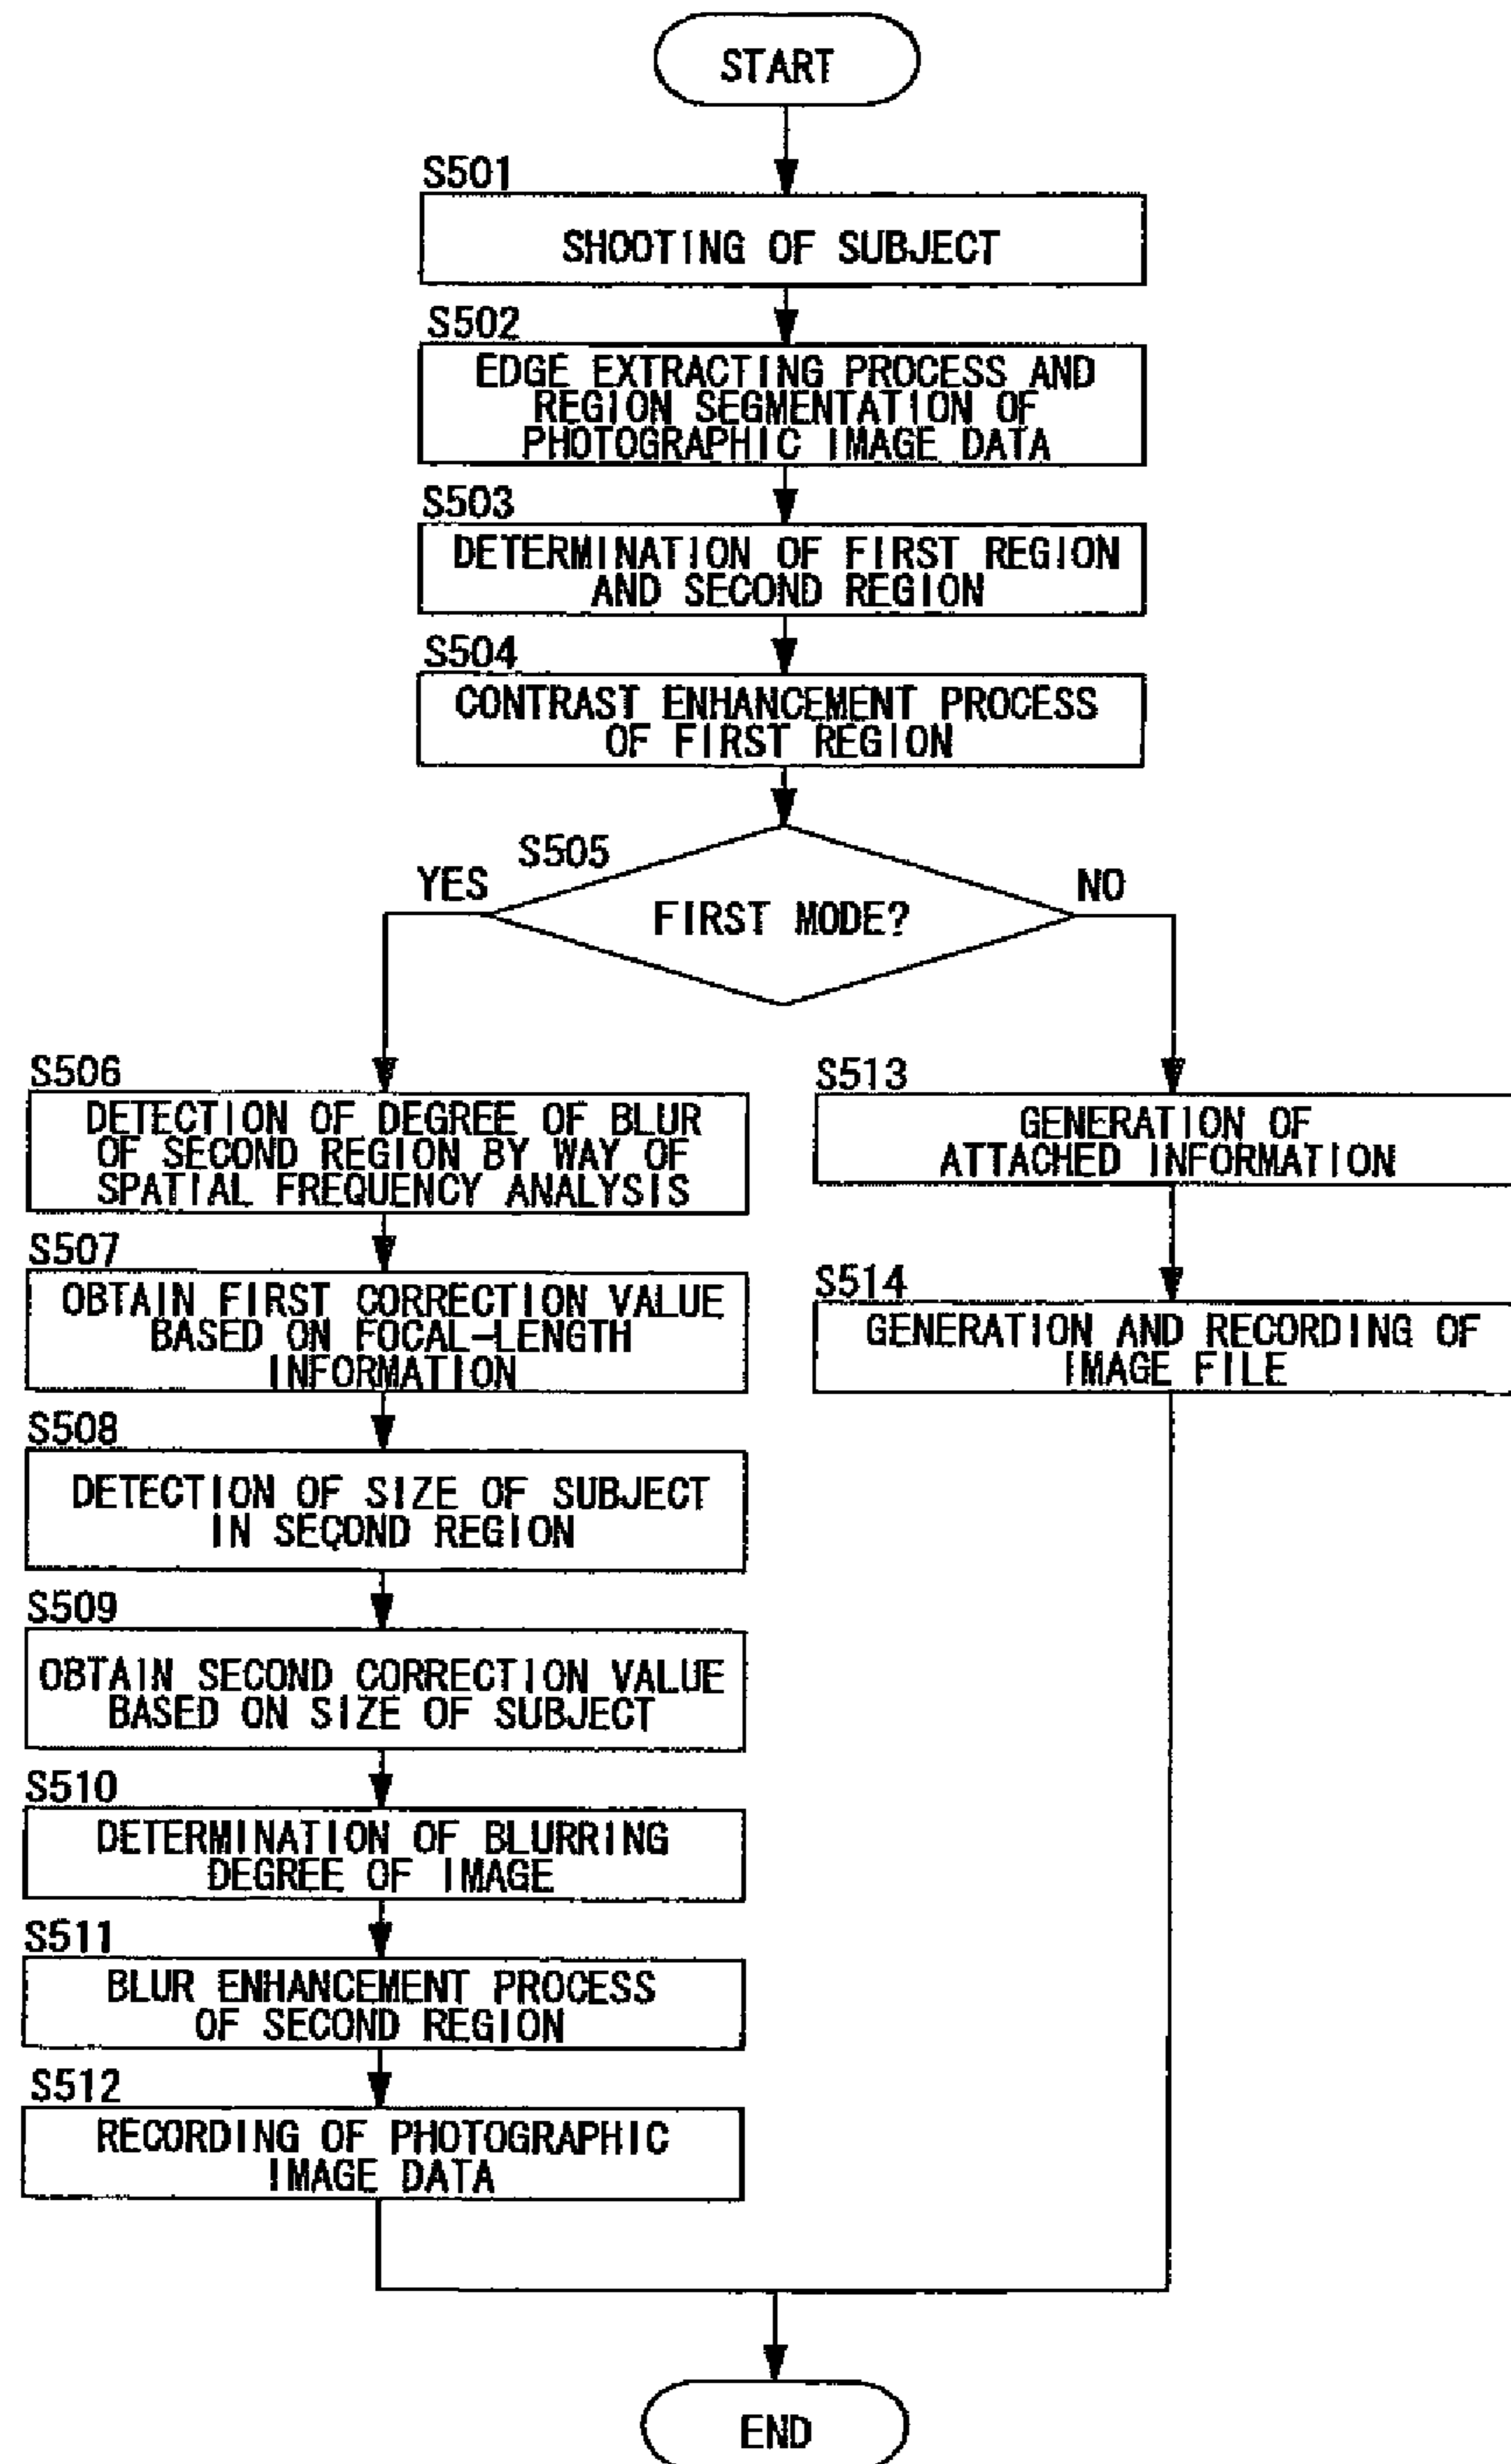 START
S501
SHOOTING OF SUBJECT
S502
EDGE EXTRACTING PROCESS AND
REGION SEGMENTATION OF
PHOTOGRAPHIC IMAGE DATA
S503
DETERMINATION OF FIRST REGION
AND SECOND REGION
S504
CONTRAST ENHANCEMENT PROCESS
OF FIRST REGION
S505
YES
FIRST MODE?
NO
S506
DETECTION OF DEGREE OF BLUR
OF SECOND REGION BY WAY OF
SPATIAL FREQUENCY ANALYSIS
S507
OBTAIN FIRST CORRECTION VALUE
BASED ON FOCAL-LENGTH
INFORMATION
S508
DETECTION OF SIZE OF SUBJECT
IN SECOND REGION
S509
OBTAIN SECOND CORRECTION VALUE
BASED ON SIZE OF SUBJECT
S510
DETERMINATION OF BLURRING
DEGREE OF IMAGE
S511
BLUR ENHANCEMENT PROCESS
OF SECOND REGION
S512
RECORDING OF PHOTOGRAPHIC
IMAGE DATA
S513
GENERATION OF
ATTACHED INFORMATION
S514
GENERATION AND RECORDING OF
IMAGE FILE
END